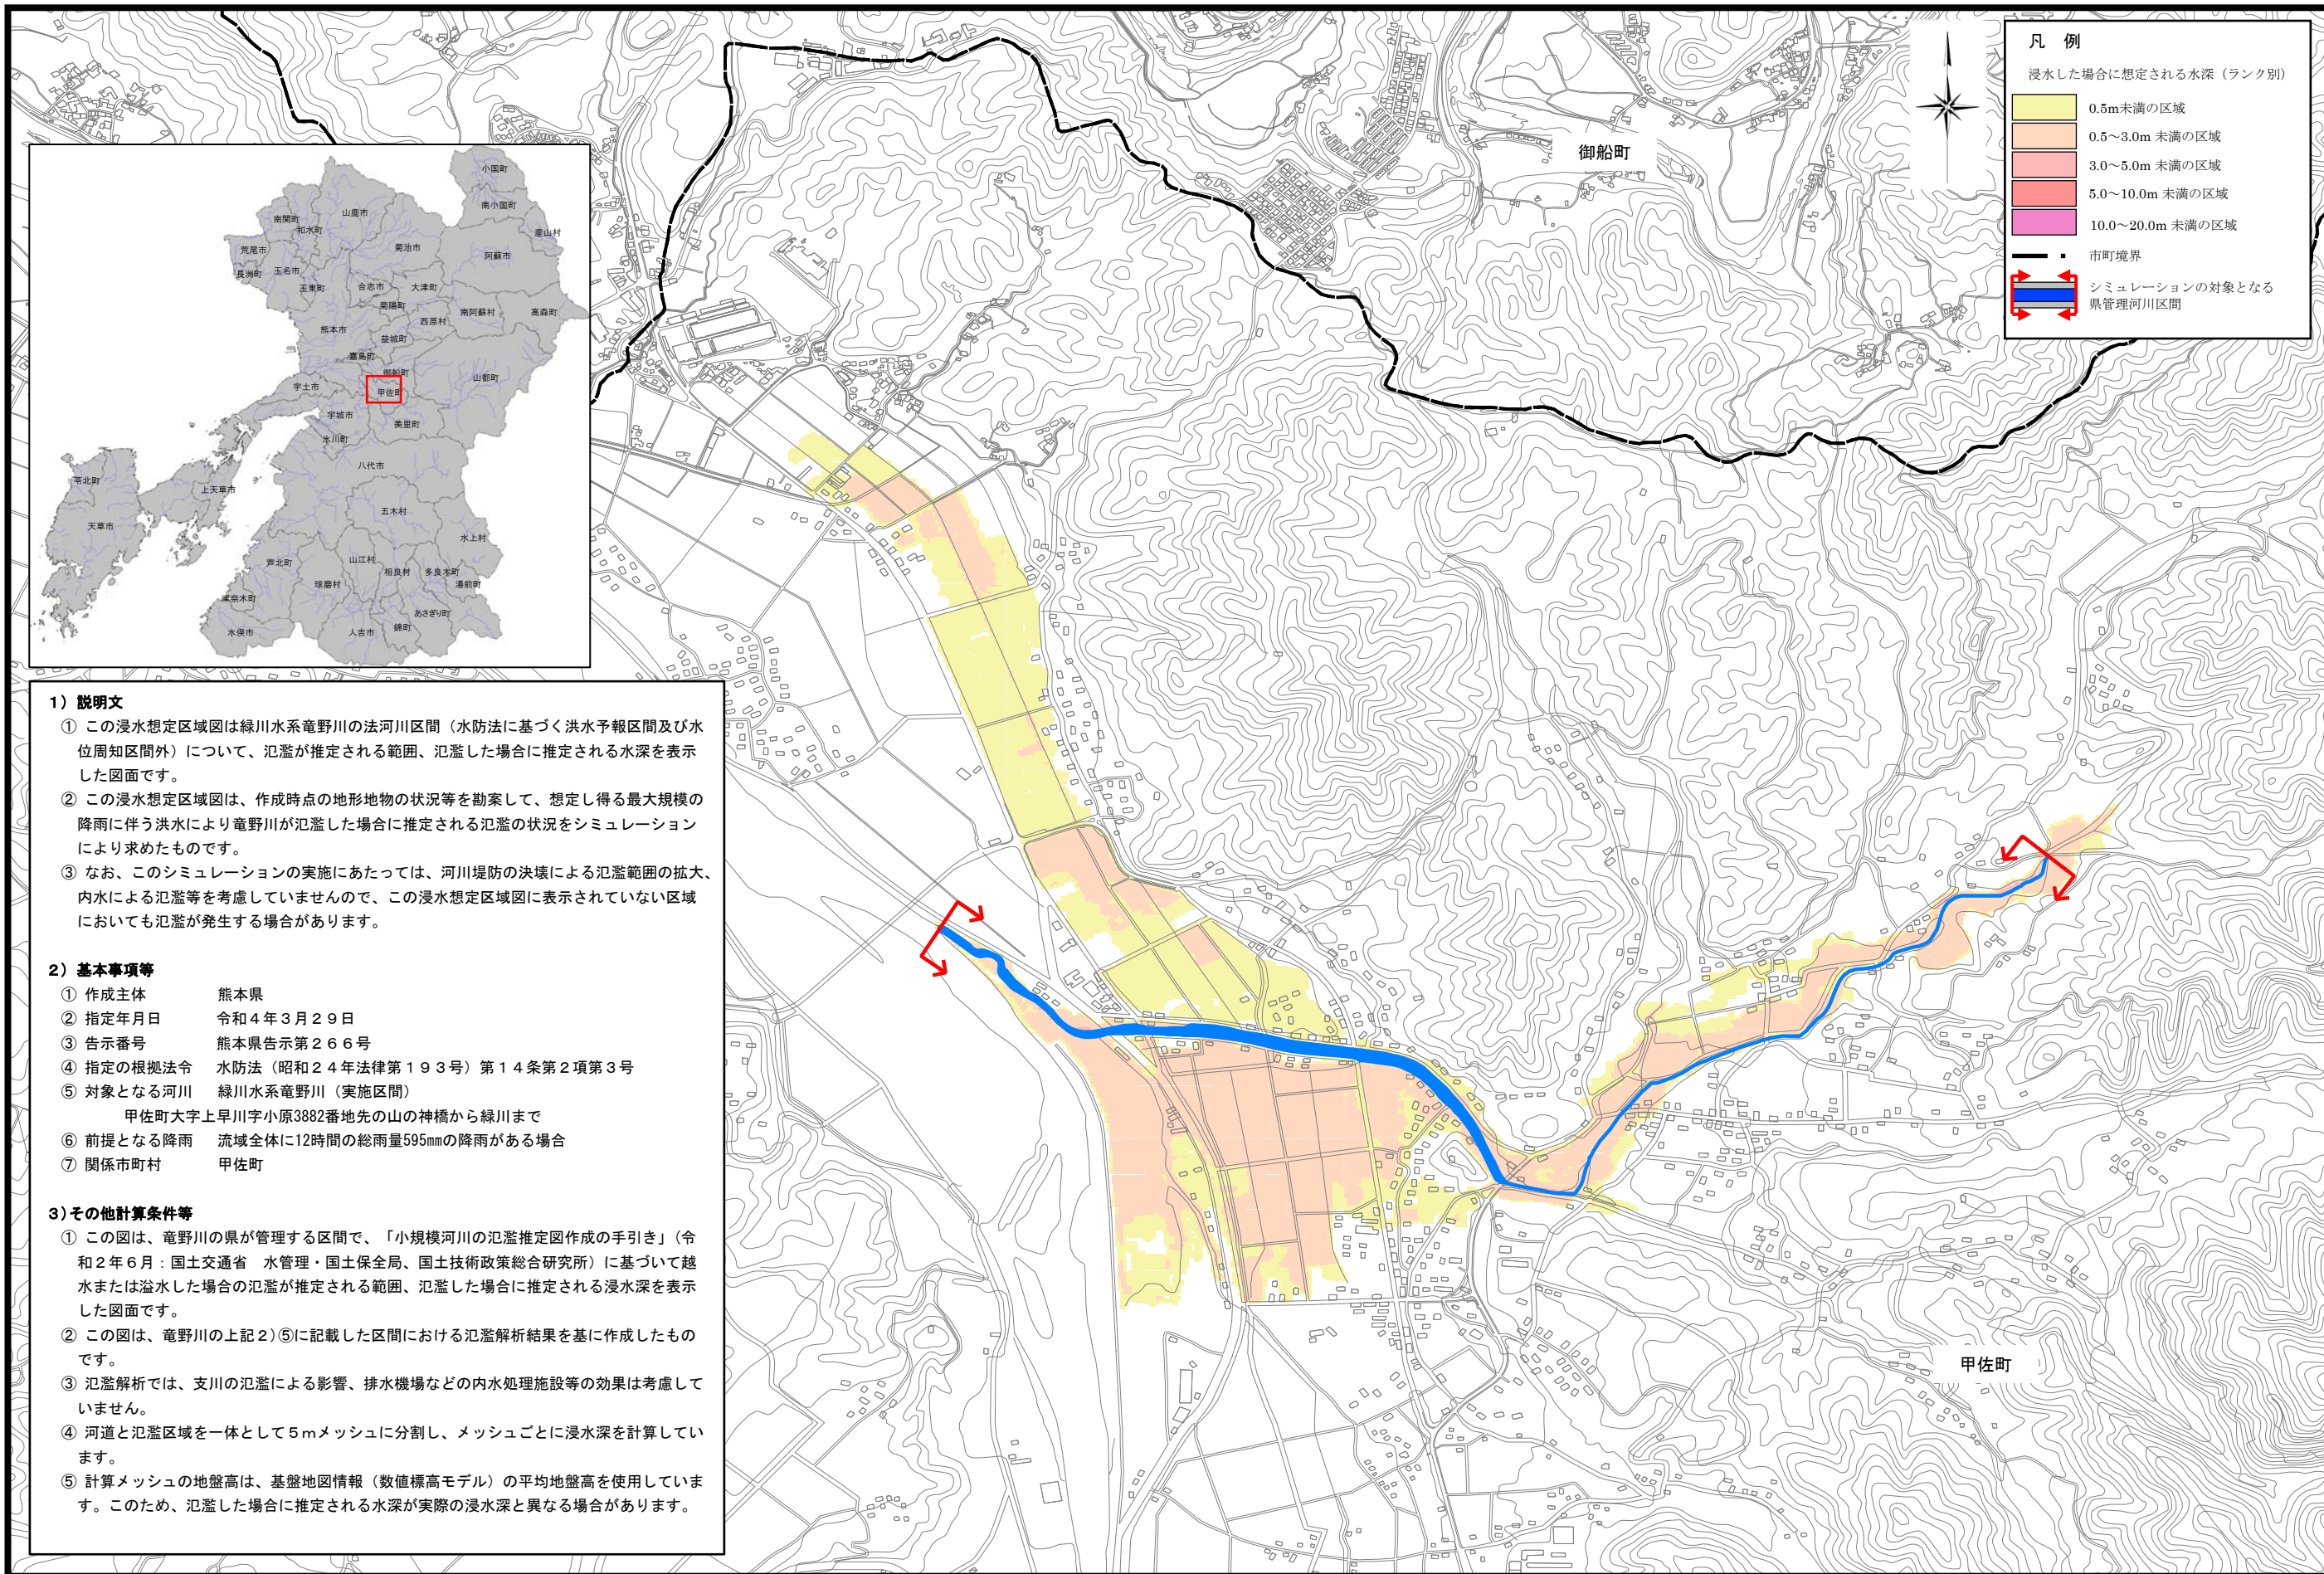 凡 例
浸水した場合に想定される水深（ランク別）
0.5m未満の区域
0.5～3.0m 未満の区域
3.0～5.0m 未満の区域
5.0～10.0m 未満の区域
10.0～20.0m 未満の区域
市町境界
シミュレーションの対象となる
県管理河川区間
御船町
甲佐町
小国町
南小国町
産山村
南関町
和水町
山鹿市
菊池市
阿蘇市
荒尾市
長洲町
玉名市
玉東町
合志市
大津町
菊陽町
西原村
南阿蘇村
高森町
熊本市
益城町
嘉島町
御船町
山都町
宇土市
甲佐町
宇城市
美里町
氷川町
八代市
苓北町
上天草市
天草市
五木村
水上村
芦北町
山江村
相良村
多良木町
湯前町
球磨村
津奈木町
あさぎり町
水俣市
人吉市
錦町
1）説明文
① この浸水想定区域図は緑川水系竜野川の法河川区間（水防法に基づく洪水予報区間及び水
位周知区間外）について、氾濫が推定される範囲、氾濫した場合に推定される水深を表示
した図面です。
② この浸水想定区域図は、作成時点の地形地物の状況等を勘案して、想定し得る最大規模の
降雨に伴う洪水により竜野川が氾濫した場合に推定される氾濫の状況をシミュレーション
により求めたものです。
③ なお、このシミュレーションの実施にあたっては、河川堤防の決壊による氾濫範囲の拡大、
内水による氾濫等を考慮していませんので、この浸水想定区域図に表示されていない区域
においても氾濫が発生する場合があります。
2）基本事項等
① 作成主体 熊本県
② 指定年月日 令和４年３月２９日
③ 告示番号 熊本県告示第２６６号
④ 指定の根拠法令 水防法（昭和２４年法律第１９３号）第１４条第２項第３号
⑤ 対象となる河川 緑川水系竜野川（実施区間）
甲佐町大字上早川字小原3882番地先の山の神橋から緑川まで
⑥ 前提となる降雨 流域全体に12時間の総雨量595㎜の降雨がある場合
⑦ 関係市町村 甲佐町
3)その他計算条件等
① この図は、竜野川の県が管理する区間で、「小規模河川の氾濫推定図作成の手引き」（令
和２年６月：国土交通省 水管理・国土保全局、国土技術政策総合研究所）に基づいて越
水または溢水した場合の氾濫が推定される範囲、氾濫した場合に推定される浸水深を表示
した図面です。
② この図は、竜野川の上記２)⑤に記載した区間における氾濫解析結果を基に作成したもの
です。
③ 氾濫解析では、支川の氾濫による影響、排水機場などの内水処理施設等の効果は考慮して
いません。
④ 河道と氾濫区域を一体として５ｍメッシュに分割し、メッシュごとに浸水深を計算してい
ます。
⑤ 計算メッシュの地盤高は、基盤地図情報（数値標高モデル）の平均地盤高を使用していま
す。このため、氾濫した場合に推定される水深が実際の浸水深と異なる場合があります。